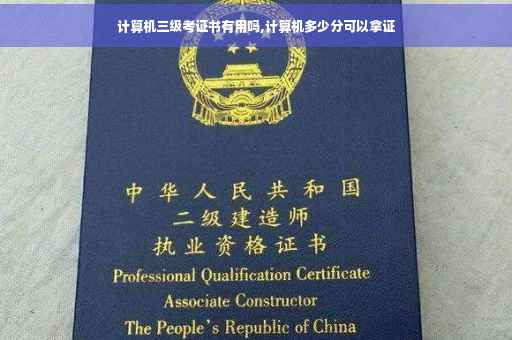 计算机三级考证书有用吗,计算机多少分可以拿证
中华人民共和国
二级建造师
执业资格证书
Professional Qualification Certificate
Associate Constructor
The People's Republic of China